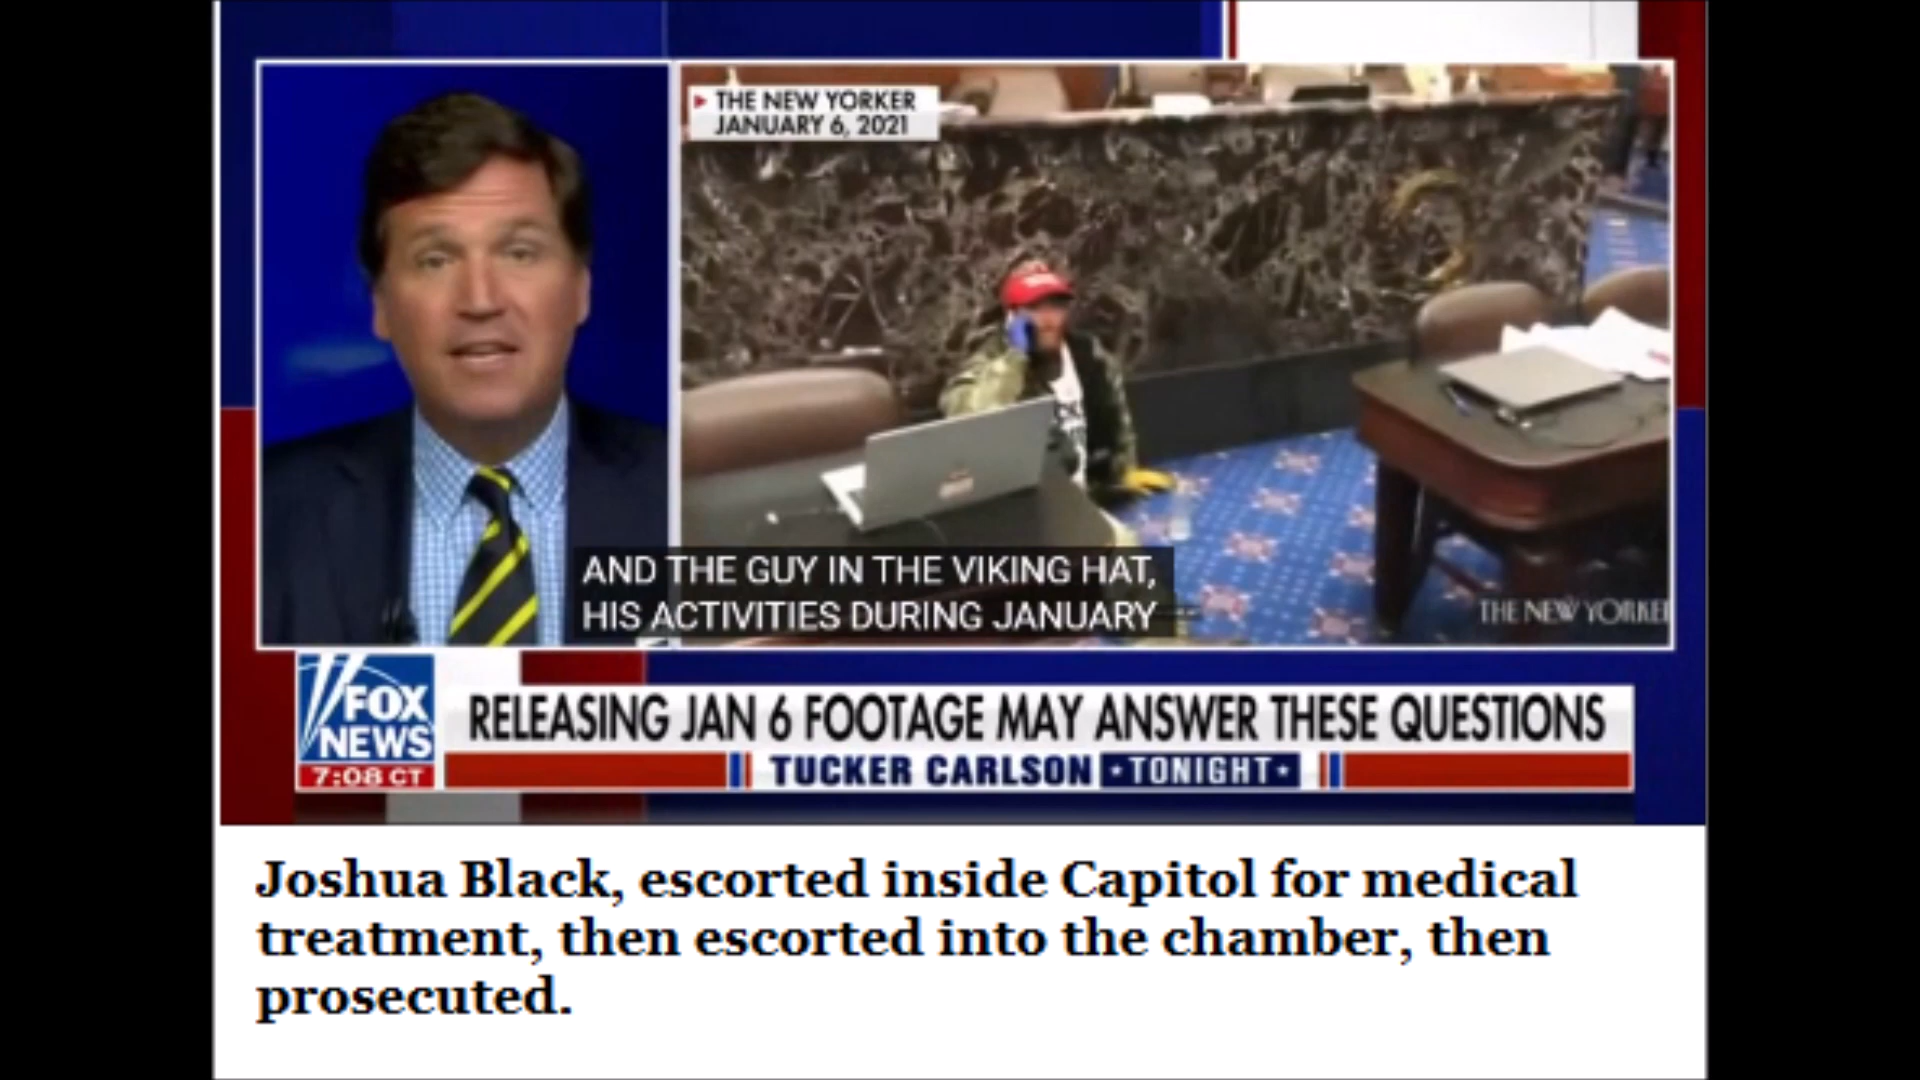 THE NEW YORKER
JANUARY 6, 2021
AND THE GUY IN THE VIKING HAT,
HIS ACTIVITIES DURING JANUARY
THE NEW YORKER
FOX
NEWS
7:08 CT
RELEASING JAN 6 FOOTAGE MAY ANSWER THESE QUESTIONS
TUCKER CARLSON TONIGHT
Joshua Black, escorted inside Capitol for medical
treatment, then escorted into the chamber, then
prosecuted.